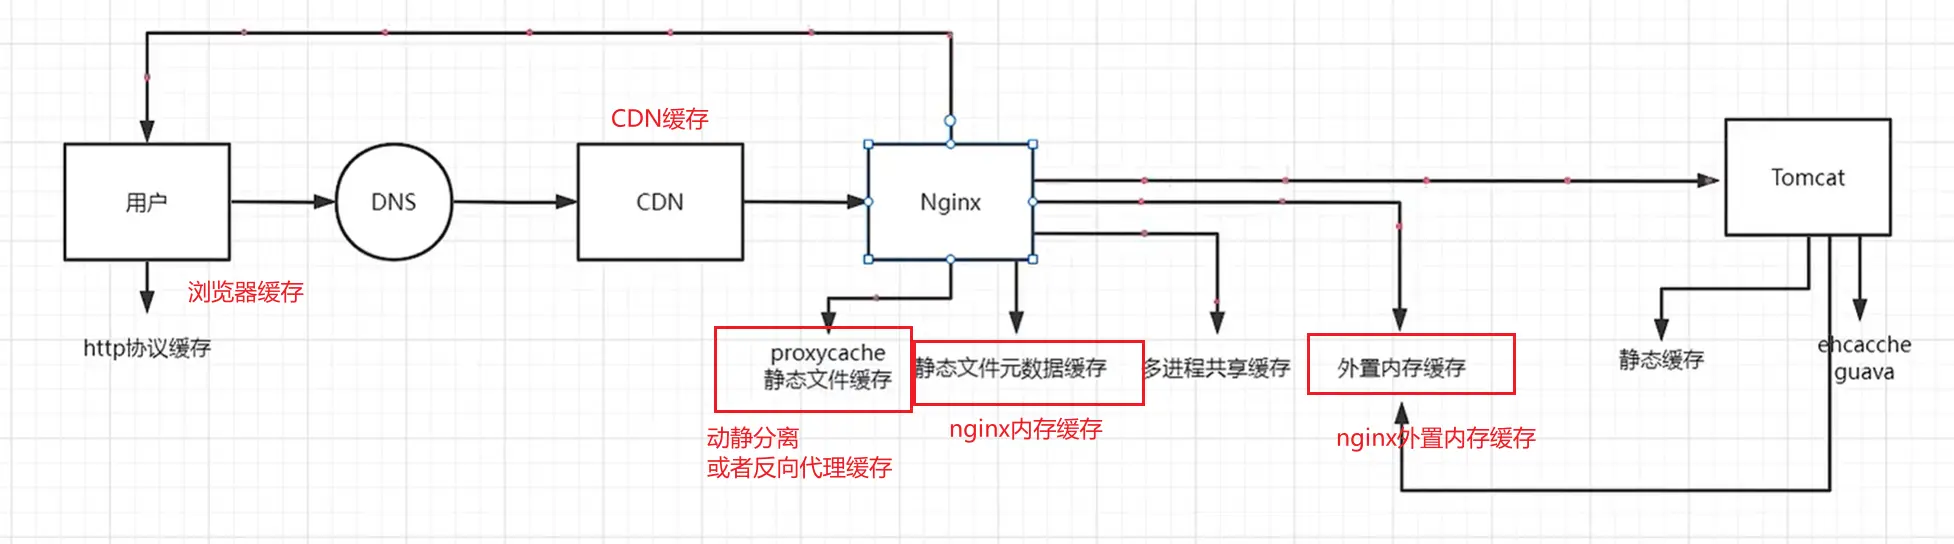 CDN缓存
用户
DNS
CDN
Nginx
Tomcat
浏览器缓存
http协议缓存
proxycache
静态文件缓存
静态文件元数据缓存
多进程共享缓存
外置内存缓存
静态缓存
ehcacche
guava
动静分离
或者反向代理缓存
nginx内存缓存
nginx外置内存缓存